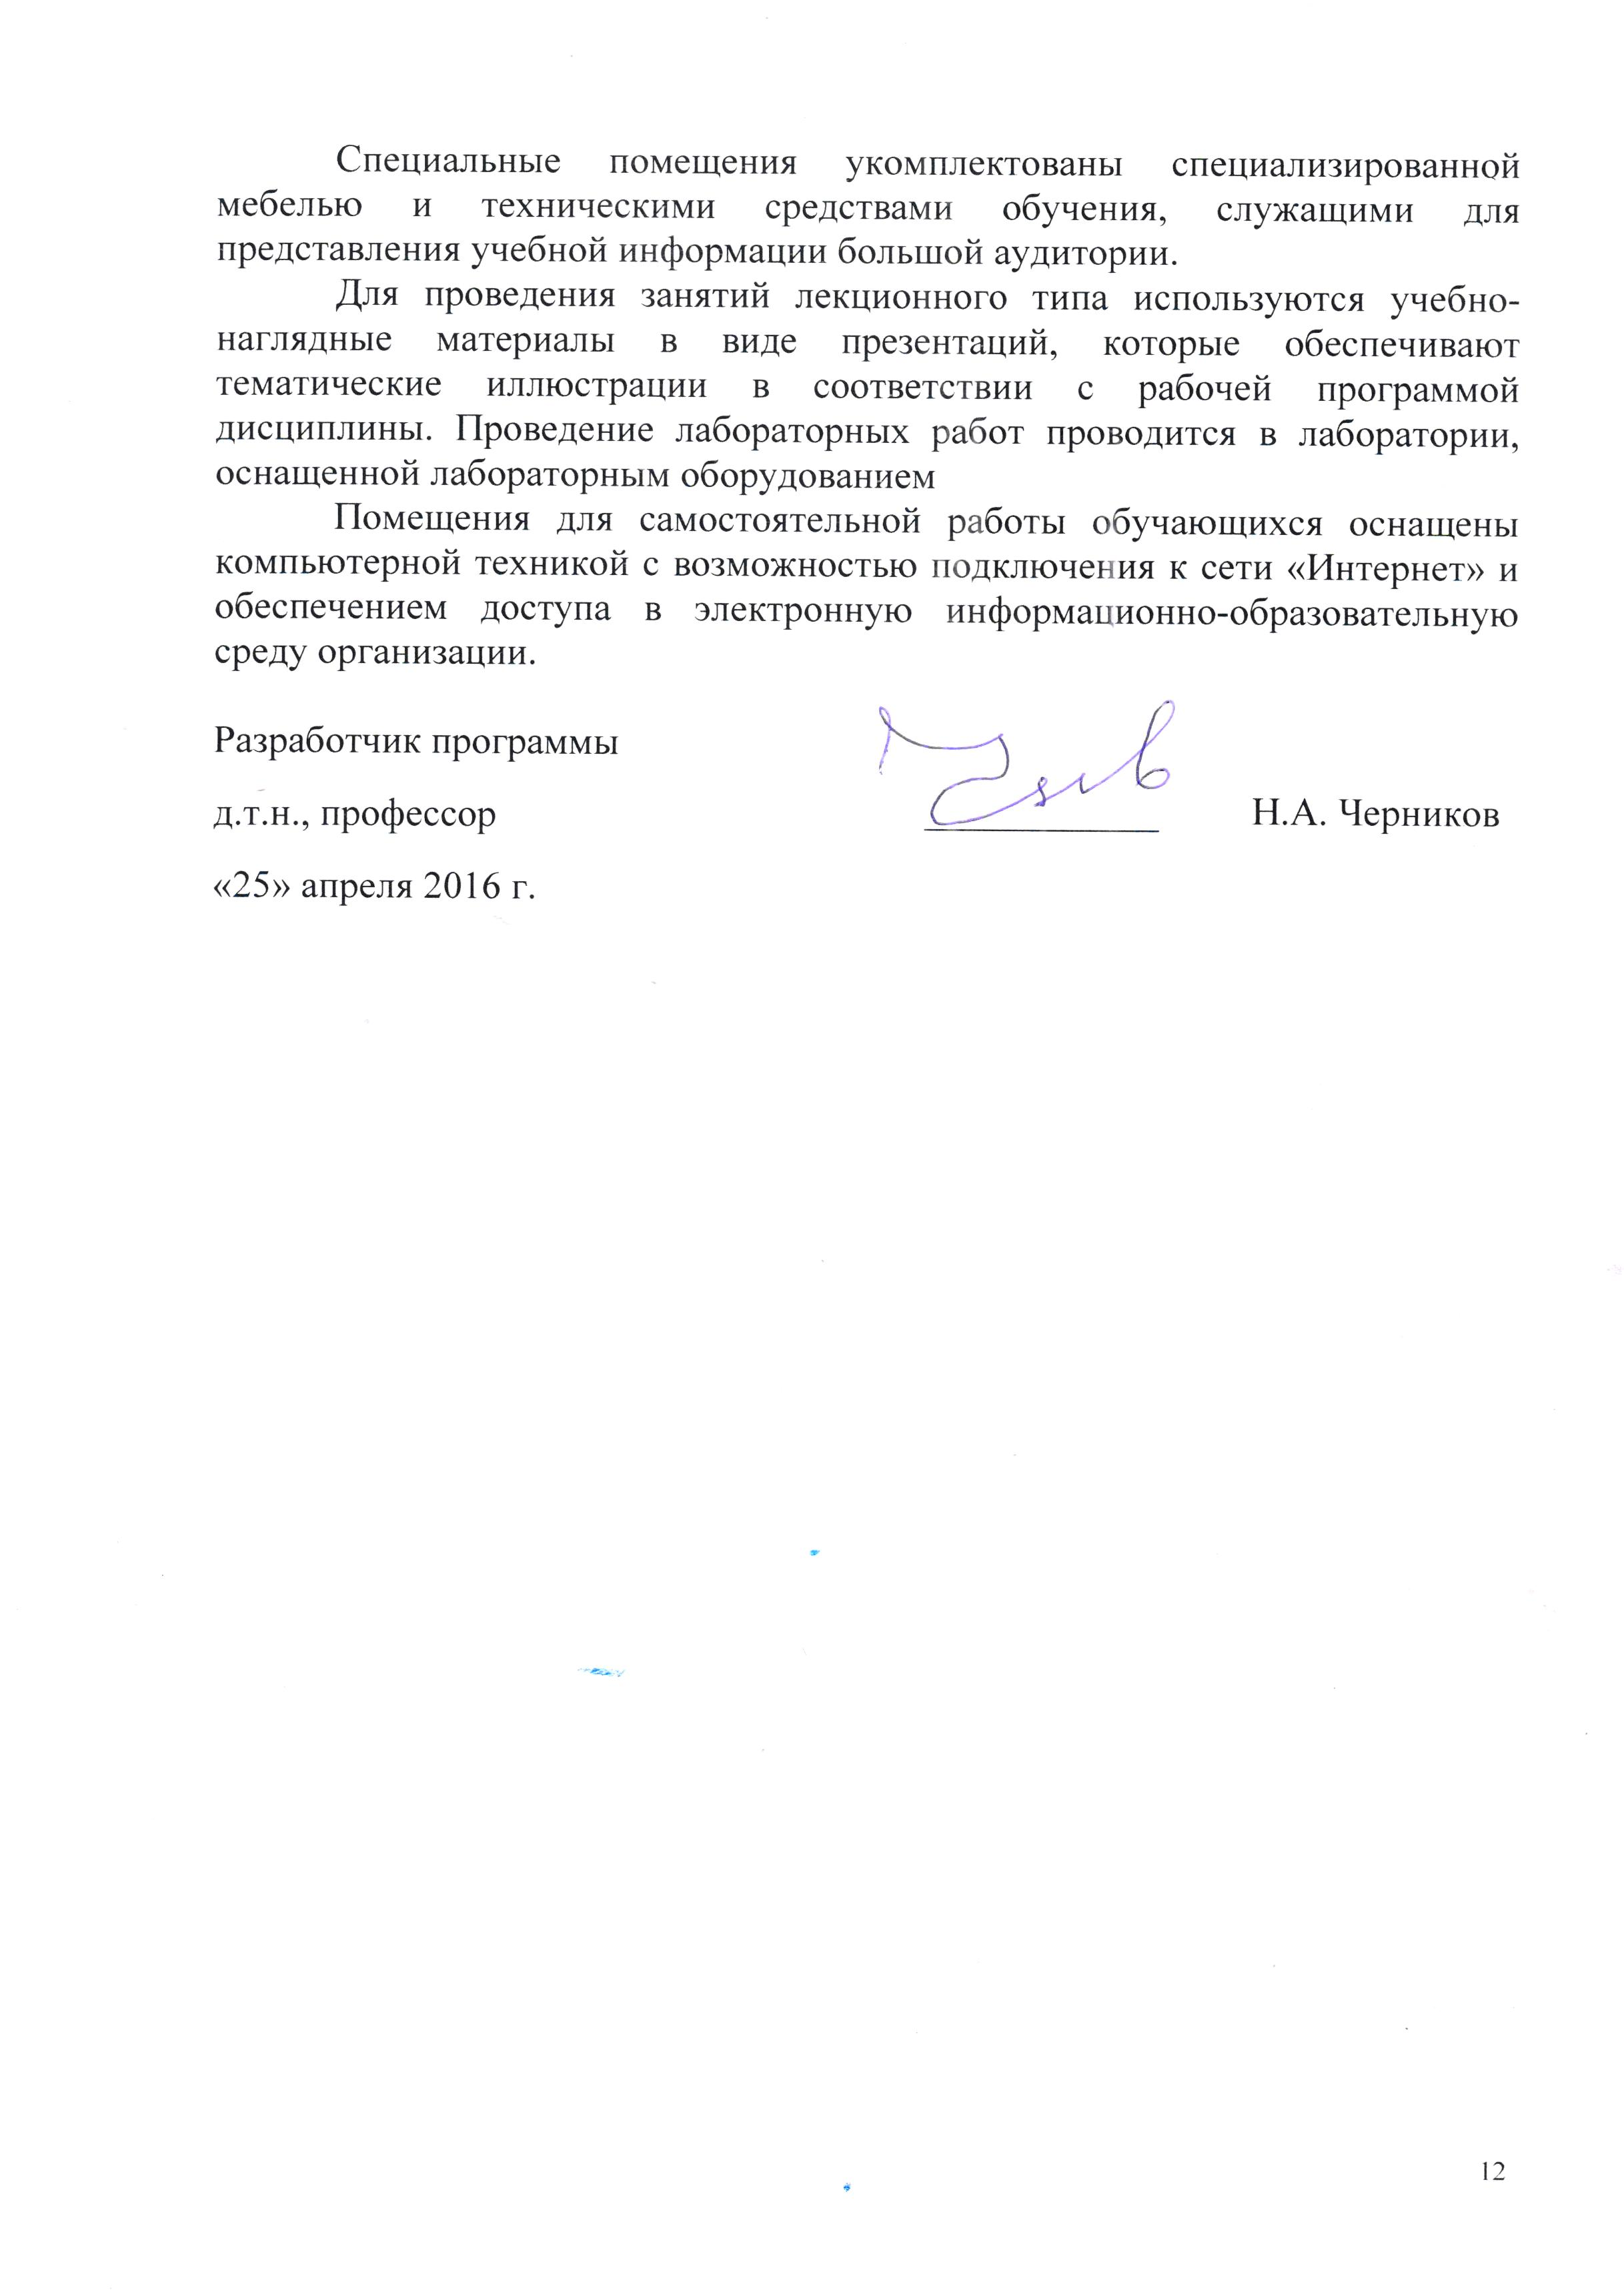 Специальные помещения укомплектованы специализированной
мебелью и техническими средствами обучения, служащими для
представления учебной информации большой аудитории.
Для проведения занятий лекционного типа используются учебно-
наглядные материалы в виде презентаций, которые обеспечивают
тематические иллюстрации в соответствии с рабочей программой
дисциплины. Проведение лабораторных работ проводится в лаборатории,
оснащенной лабораторным оборудованием
Помещения для самостоятельной работы обучающихся оснащены
компьютерной техникой с возможностью подключения к сети «Интернет» и
обеспечением доступа в электронную информационно-образовательную
среду организации.
Разработчик программы
д.т.н., профессор Н.А. Черников
«25» апреля 2016 г.
12